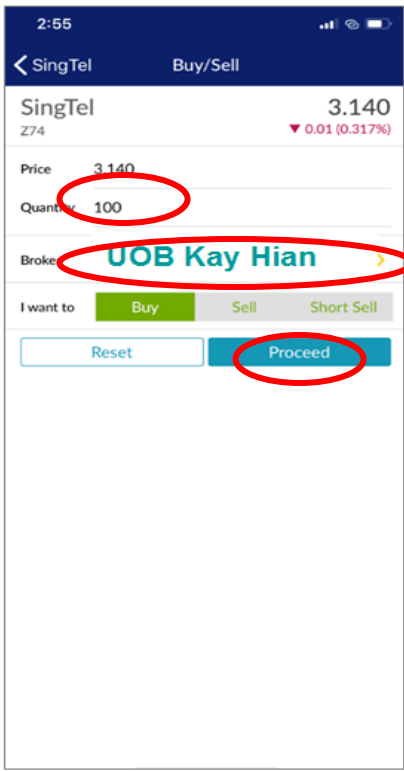 2:55
SingTel Buy/Sell
SingTel 3.140
Z74 ▼ 0.01 (0.317%)
Price 3.140
Quantity 100
Broker UOB Kay Hian
I want to Buy Sell Short Sell
Reset Proceed